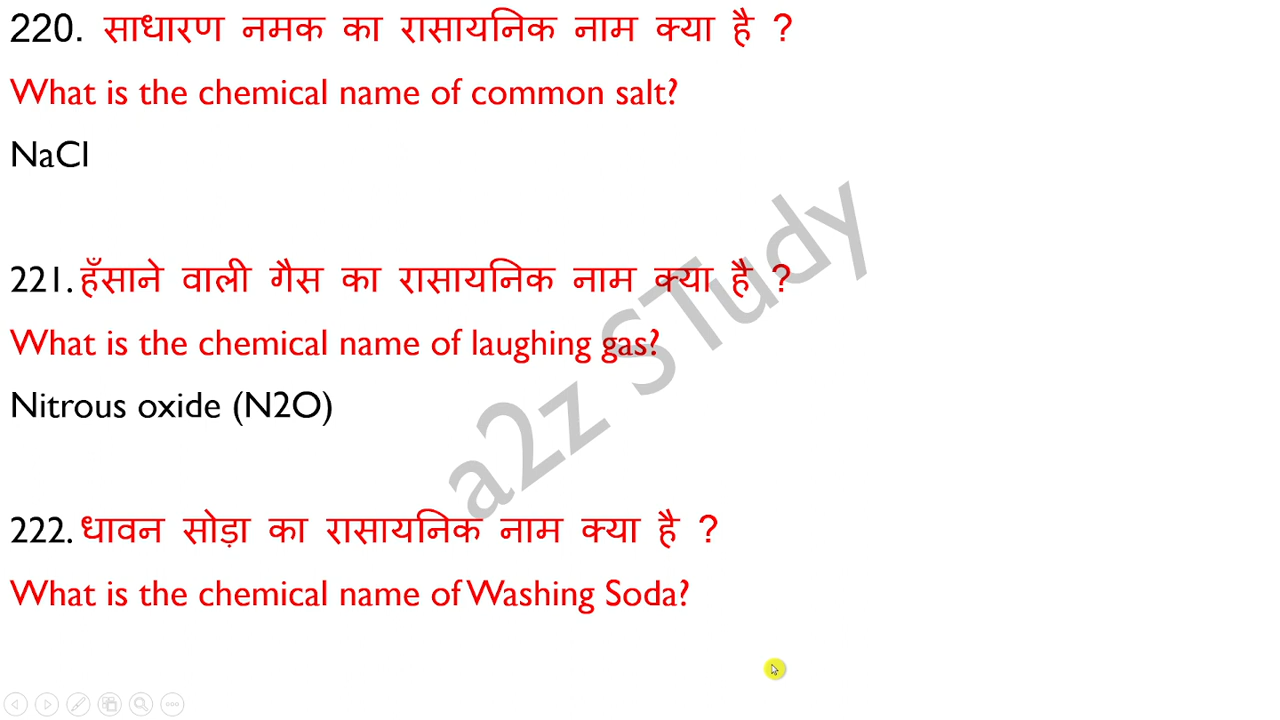 220. साधारण नमक का रासायनिक नाम क्या है ?
What is the chemical name of common salt?
NaCl
221. हँसाने वाली गैस का रासायनिक नाम क्या है ?
What is the chemical name of laughing gas?
Nitrous oxide (N2O)
222. धावन सोड़ा का रासायनिक नाम क्या है ?
What is the chemical name of Washing Soda?
a2z STudy